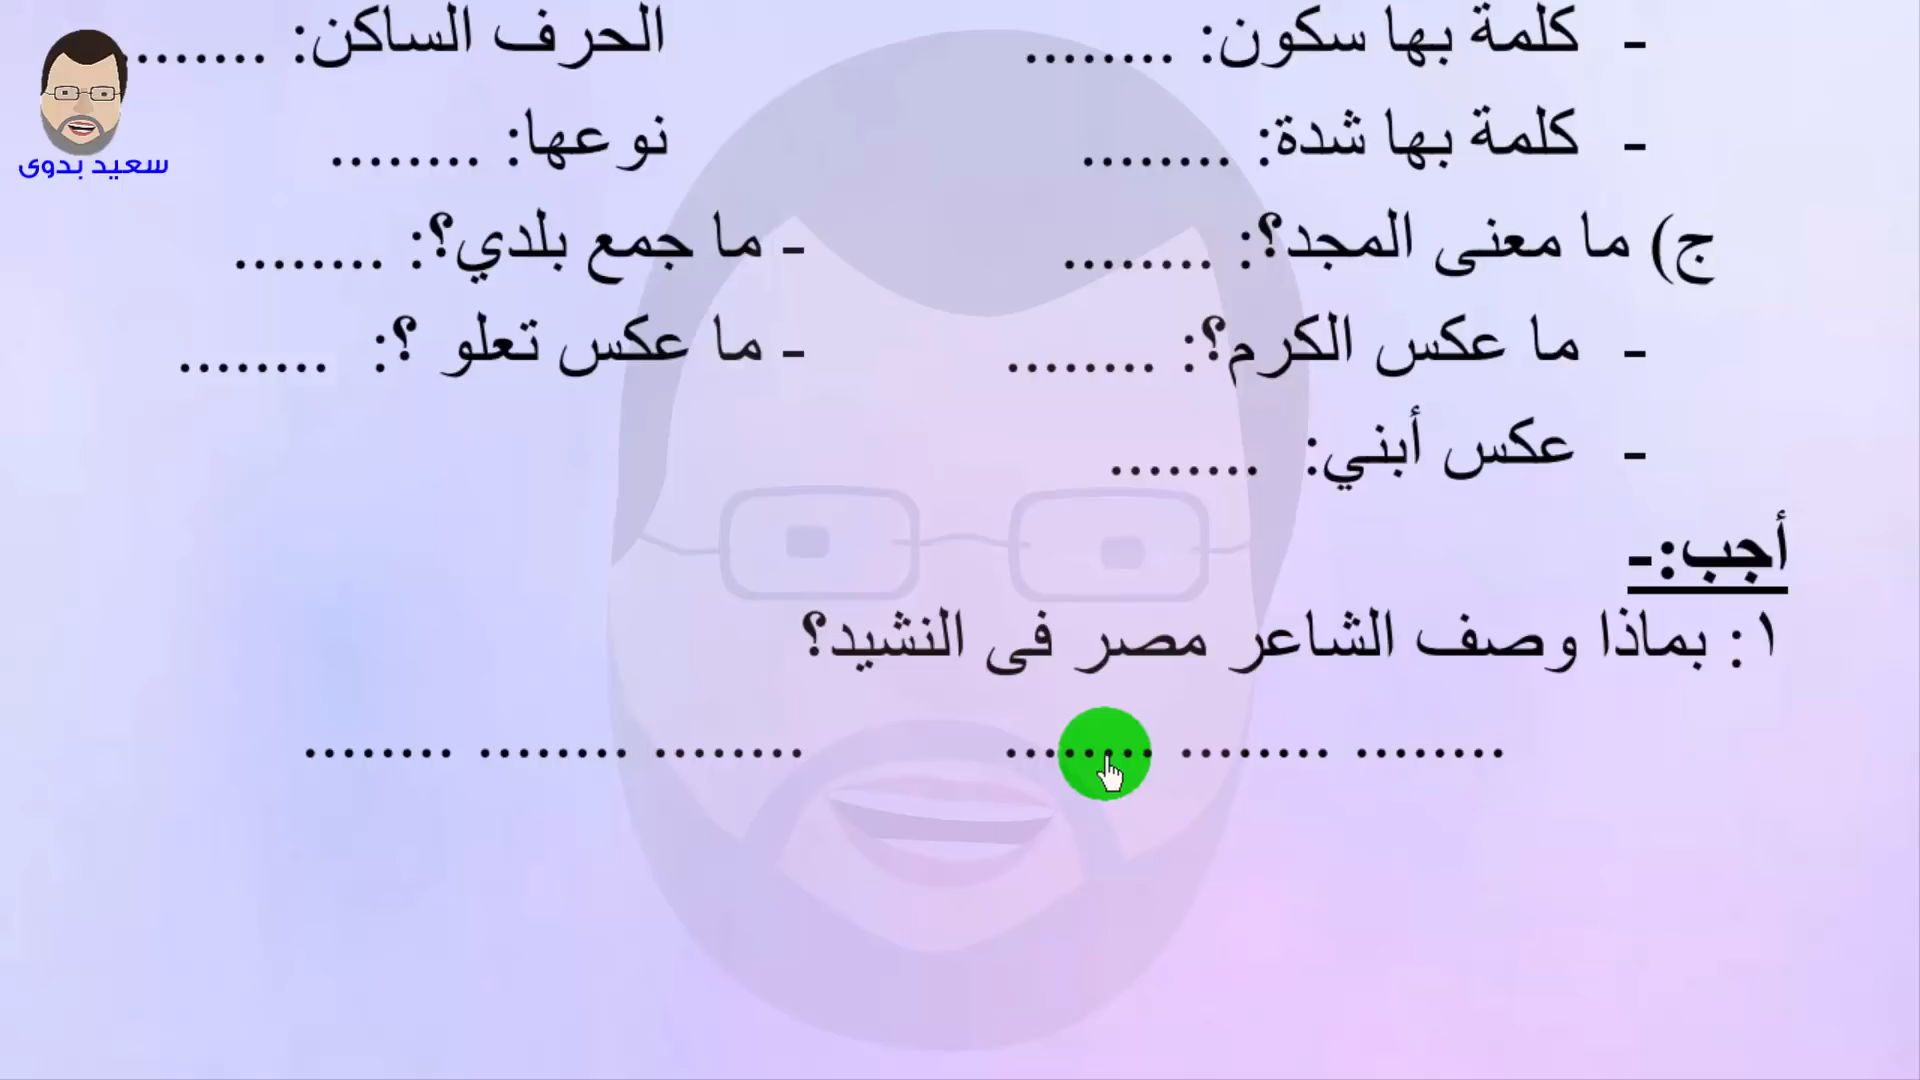 - كلمة بها سكون: ........ الحرف الساكن: ........
- كلمة بها شدة: ........ نوعها: ........
ج) ما معنى المجد؟: ........ - ما جمع بلدي؟: ........
- ما عكس الكرم؟: ........ - ما عكس تعلو ؟: ........
- عكس أبني: ........
أجب:-
١: بماذا وصف الشاعر مصر فى النشيد؟
........ ........ ........ ........ ........ ........
سعيد بدوى